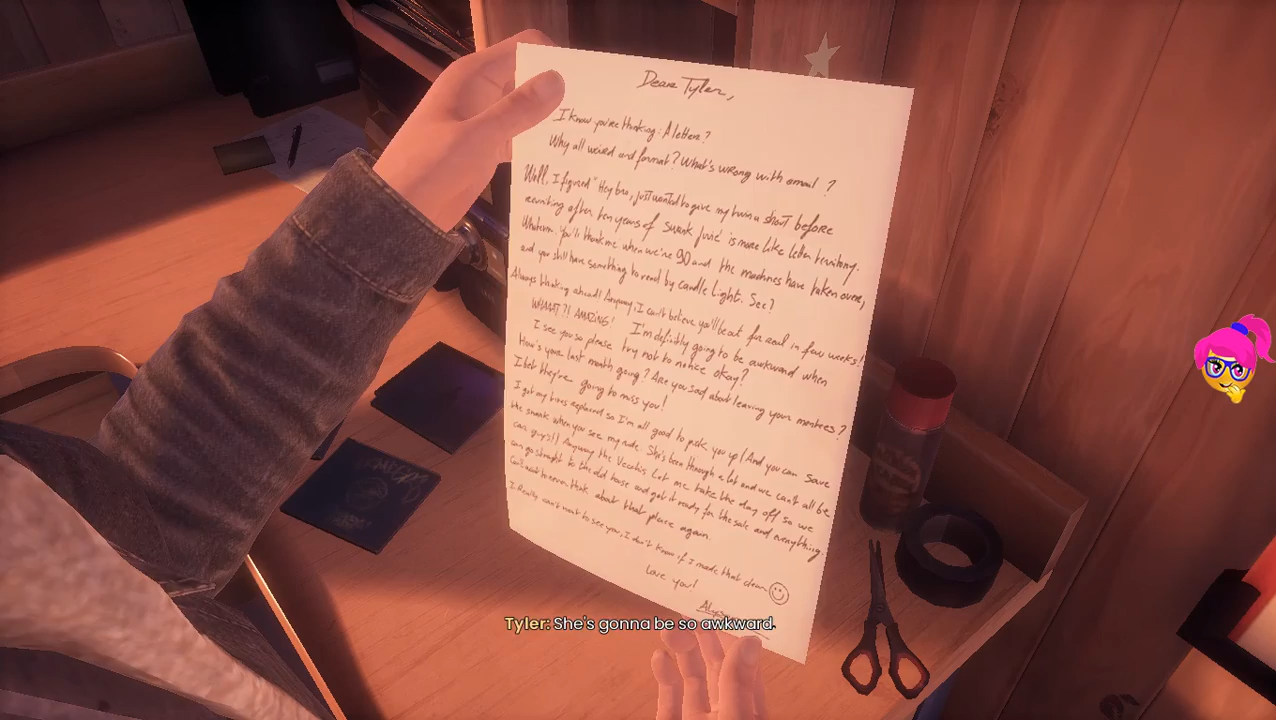 Dear Tyler,
I know you're thinking: A letter?
Why all weird and formal? What's wrong with email?
Well, I figured "Hey bro, just wanted to give my twin a shout before
reuniting after ten years of swank juvie' is more like letter territory.
Whatever. You'll thank me when we're 90 and the machines have taken over,
and you still have something to read by candle light. See?
Always thinking ahead! Anyway, I can't believe you'll be out for real in few weeks!!
WHAAAT?! AMAZING! I'm definitly going to be awkward when
I see you so please try not to notice okay?
How's your last month going? Are you sad about leaving your mentees?
I bet they're going to miss you!
I got my tires replaced so I'm all good to pick you up! And you can save
the snark when you see my ride. She's been through a lot and we can't all be
car guys!! Anyway the Vecchis let me take the day off so we
can go straight to the old house and get it ready for the sale and everything.
Can't wait to never think about that place again.
I Really can't wait to see you, I don't know if I made that clear
Love you!
Tyler: She's gonna be so awkward.